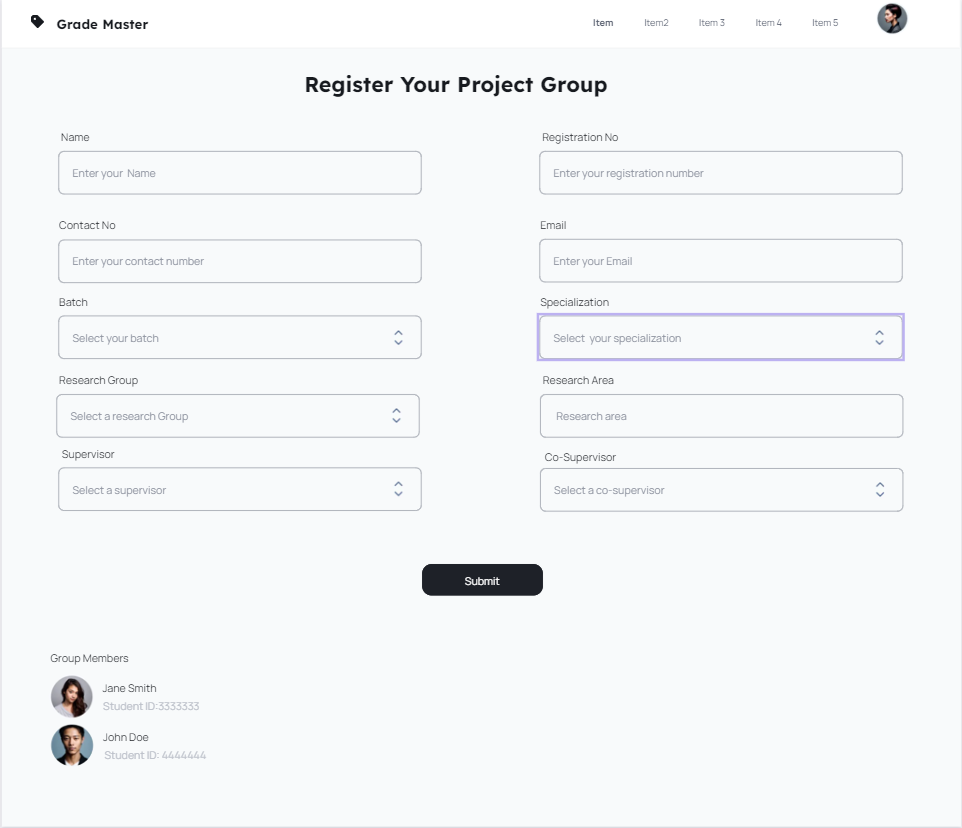 Grade Master
Item
Item2
Item 3
Item 4
Item 5
Register Your Project Group
Name
Registration No
Enter your  Name
Enter your registration number
Contact No
Email
Enter your contact number
Enter your Email
Batch
Specialization
Select your batch
Select  your specialization
Research Group
Research Area
Select a research Group
Research area
Supervisor
Co-Supervisor
Select a supervisor
Select a co-supervisor
Submit
Group Members
Jane Smith
Student ID:3333333
John Doe
Student ID: 4444444